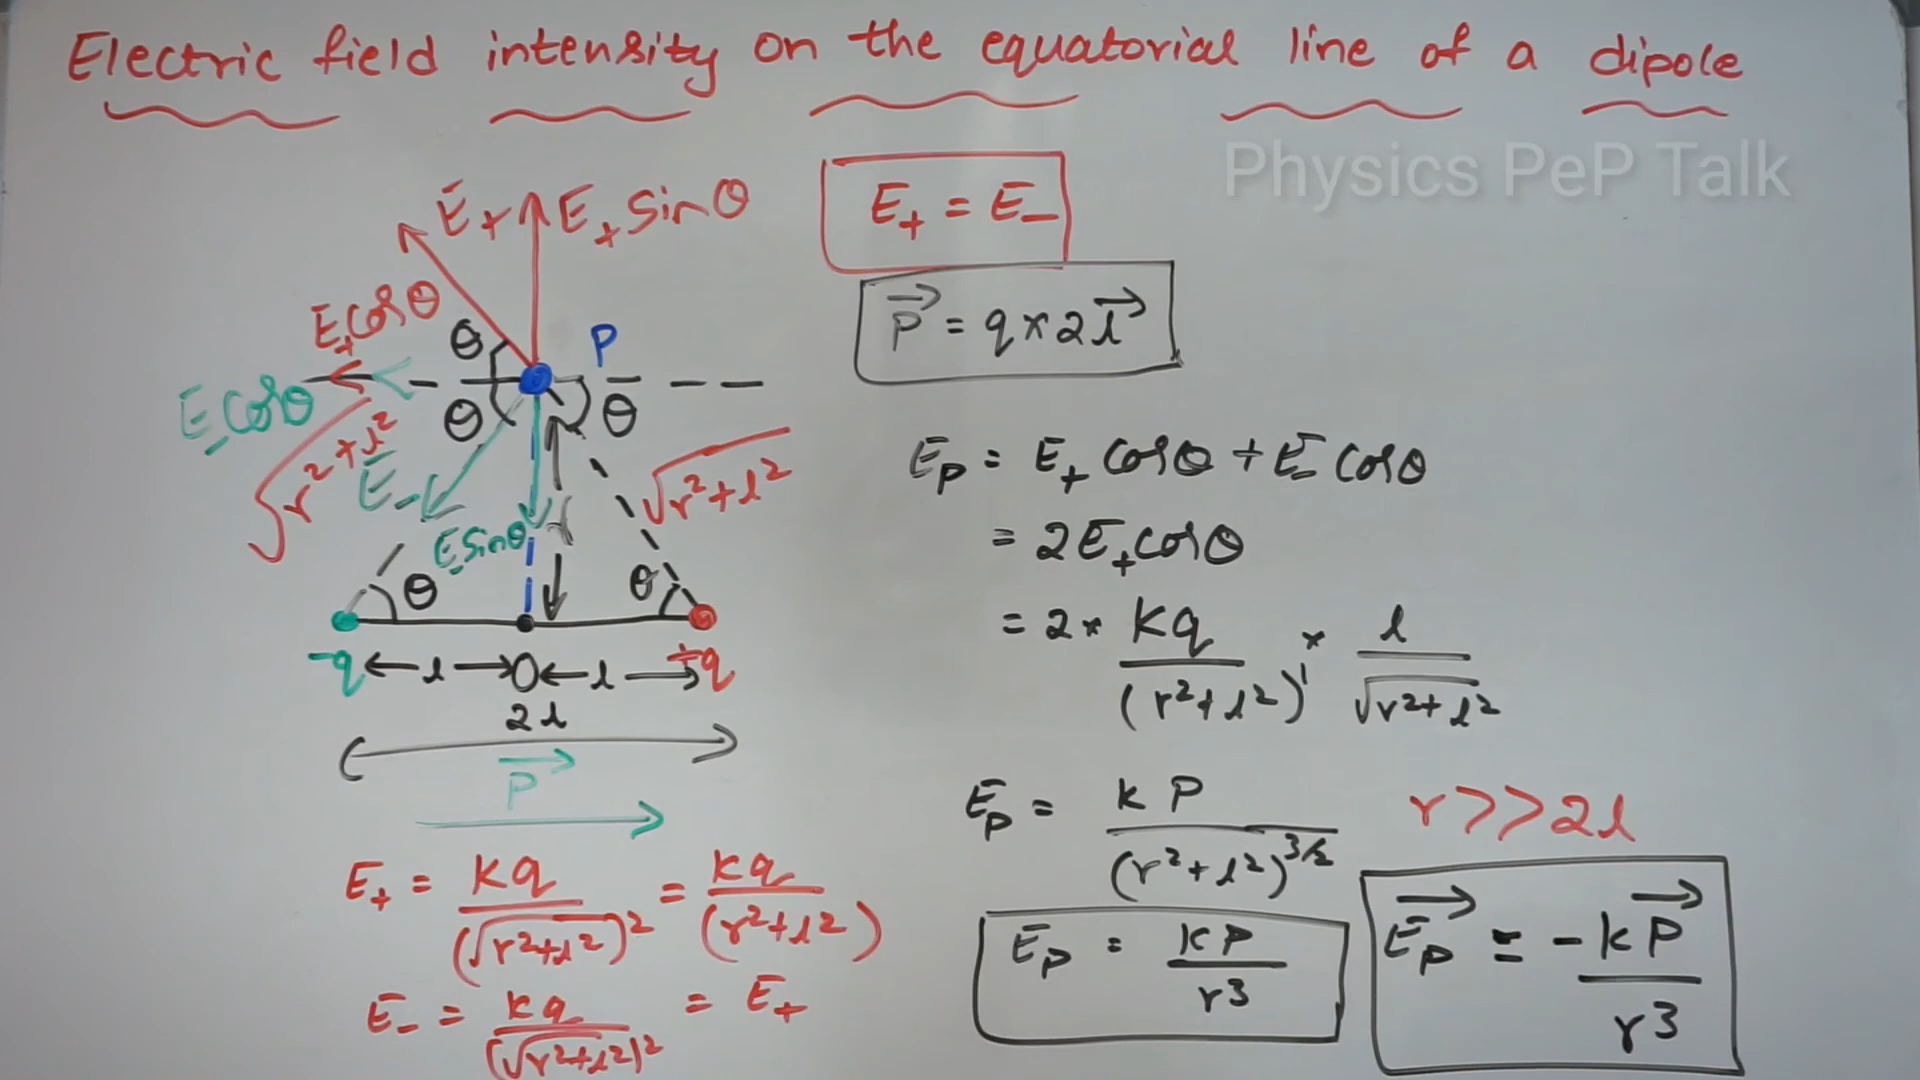 Electric field intensity on the equatorial line of a dipole
Physics PeP Talk
E₊ E₊ sinθ
E₊ = E₋
E₊cosθ
θ
P
P⃗ = q × 2l⃗
E₋cosθ
θ θ
√r²+l²
E₋
√r²+l²
Eₚ = E₊ cosθ + E₋ cosθ
E₋sinθ
r
= 2E₊cosθ
θ θ
= 2 × kq/(r²+l²)¹ × l/√r²+l²
-q l O l +q
2l
P⃗
Eₚ = kP/(r²+l²)^3/2
r>>2l
E₊ = kq/(√r²+l²)² = kq/(r²+l²)
Eₚ = kP/r3
E⃗ₚ = -kP⃗/r3
E₋ = kq/(√r²+l²)² = E₊